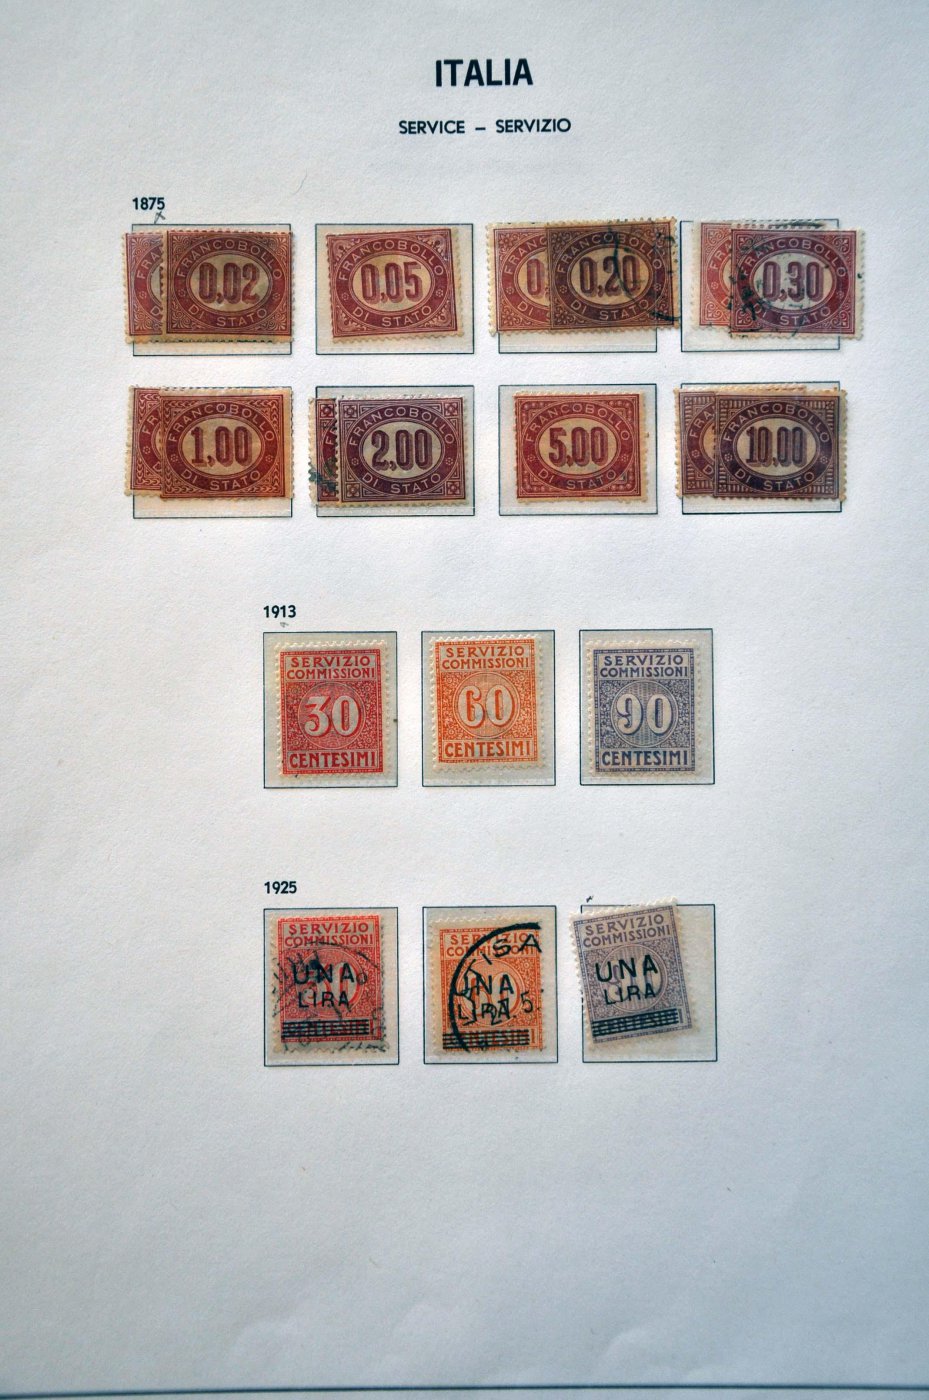 ITALIA
SERVICE – SERVIZIO
1875
FRANCOBOLLO
0,02
DI STATO
FRANCOBOLLO
0,05
DI STATO
FRANCOBOLLO
0,20
DI STATO
FRANCOBOLLO
0,30
DI STATO
FRANCOBOLLO
1,00
DI STATO
FRANCOBOLLO
2,00
DI STATO
FRANCOBOLLO
5,00
DI STATO
FRANCOBOLLO
10,00
DI STATO
1913
SERVIZIO
COMMISSIONI
30
CENTESIMI
SERVIZIO
COMMISSIONI
60
CENTESIMI
SERVIZIO
COMMISSIONI
90
CENTESIMI
1925
SERVIZIO
COMMISSIONI
UNA
LIRA
SERVIZIO
COMMISSIONI
UNA
LIRA
SERVIZIO
COMMISSIONI
UNA
LIRA